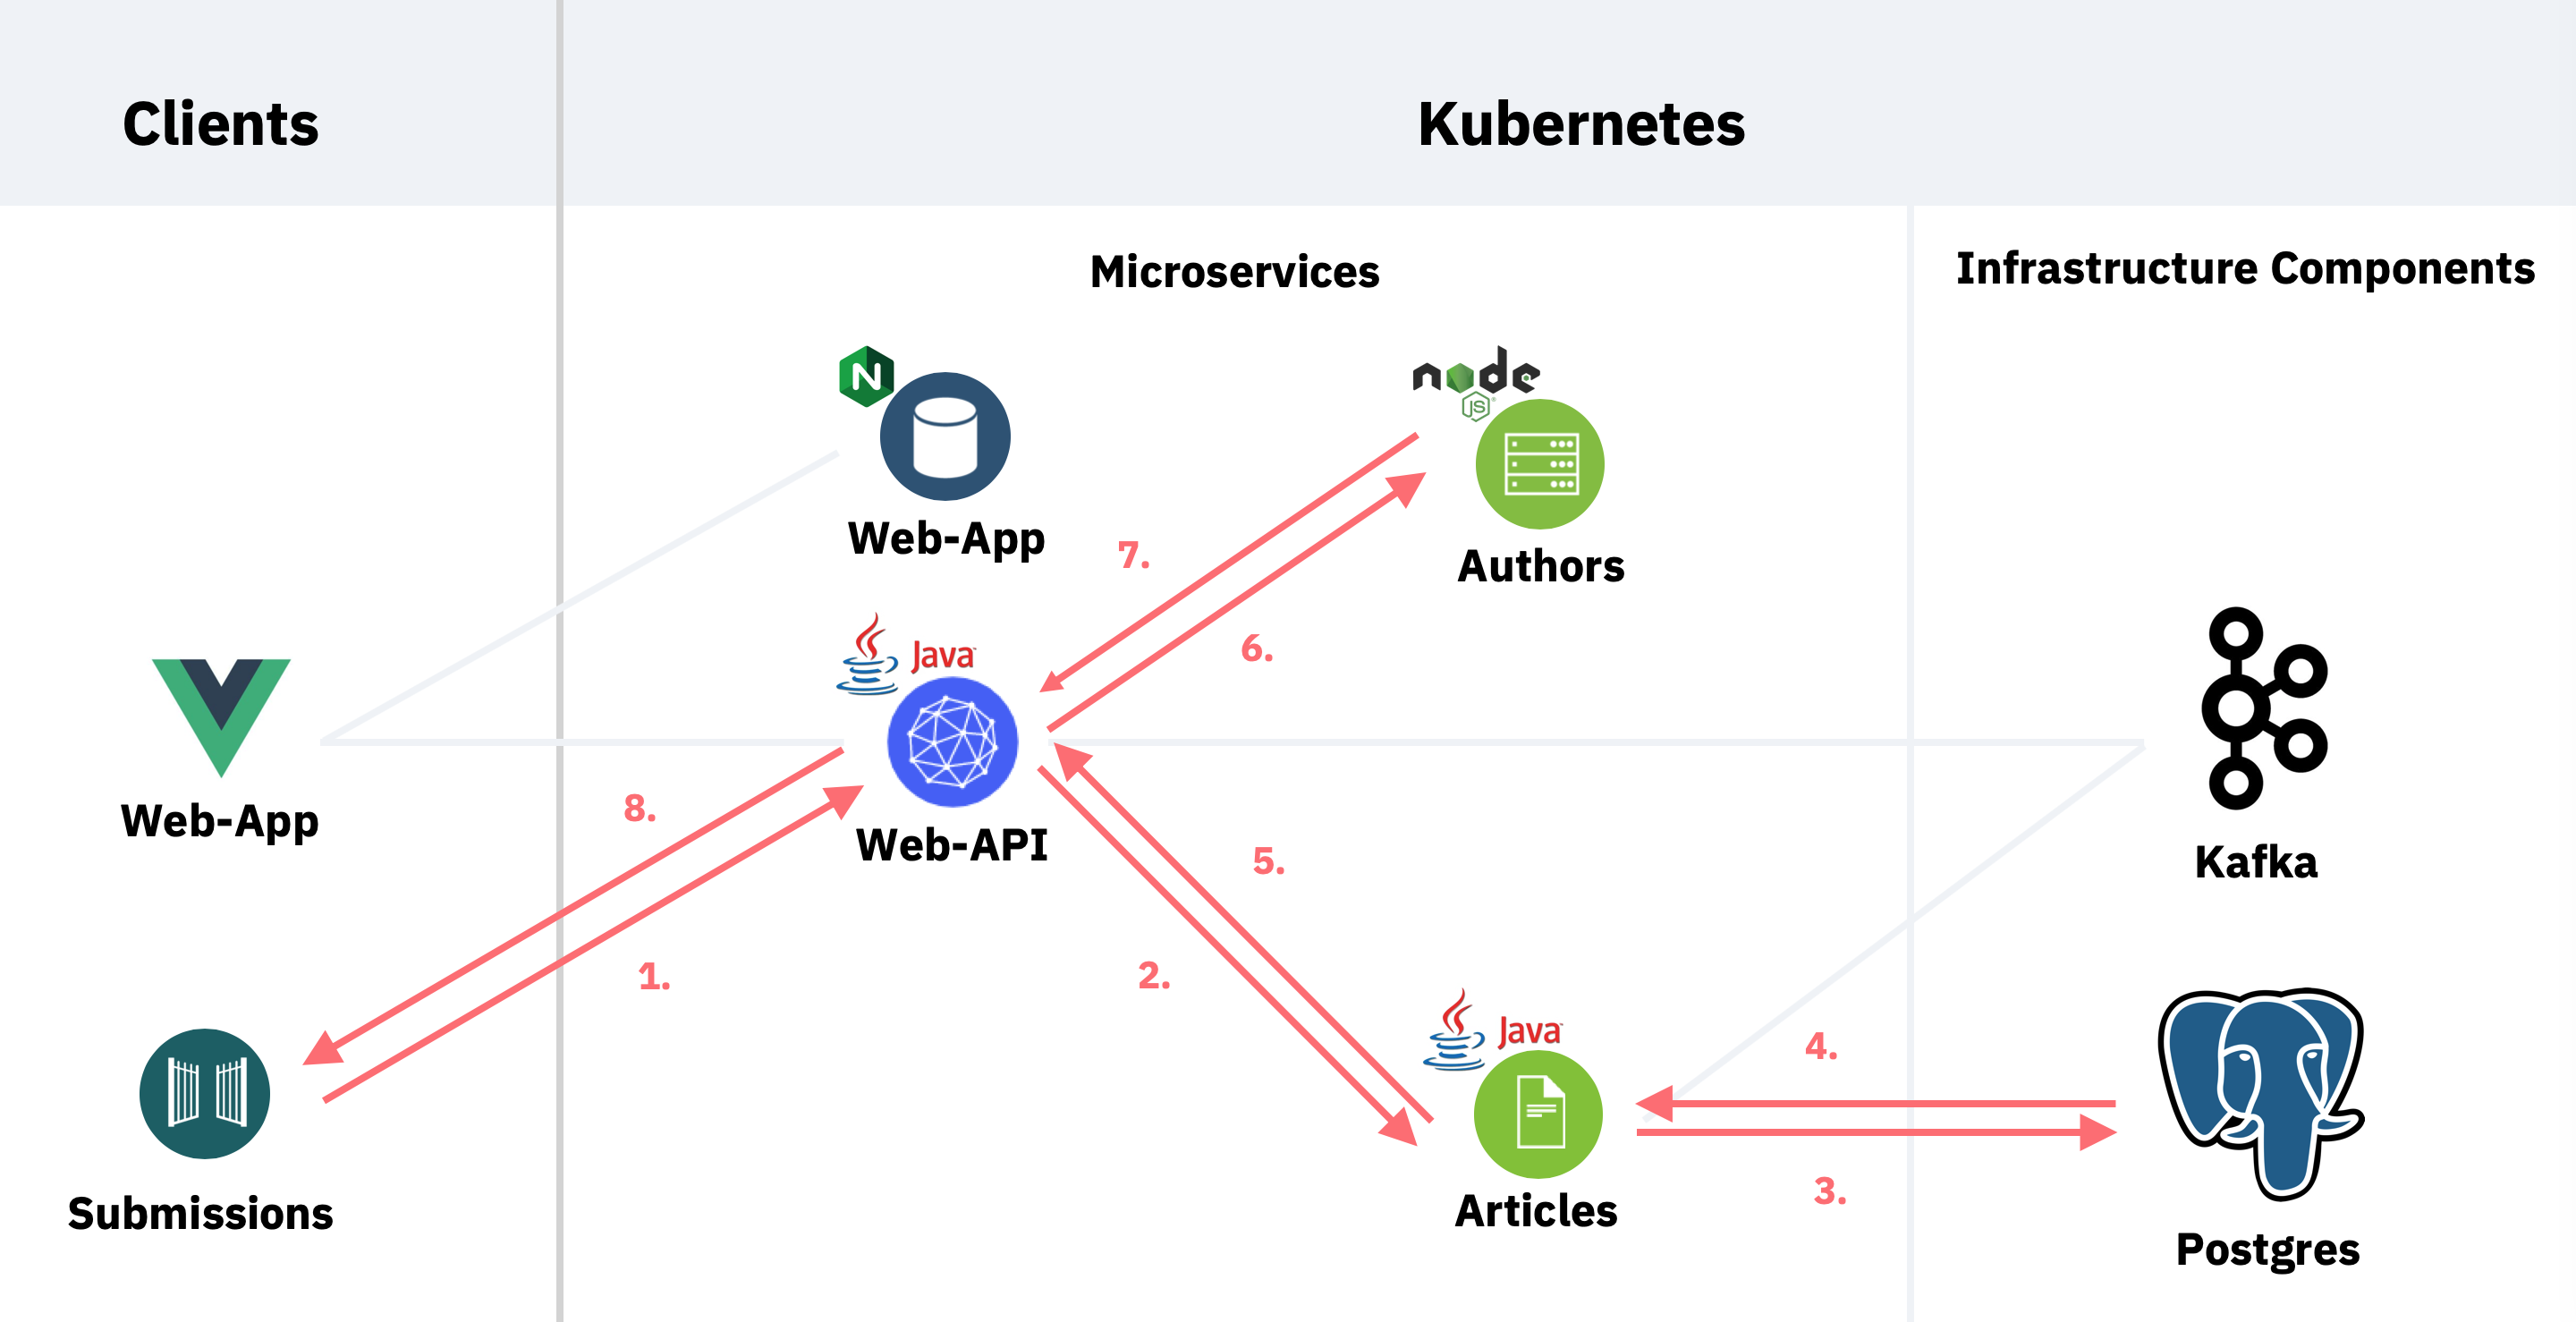 Clients
Kubernetes
Microservices
Infrastructure Components
N
node
JS
Web-App
Authors
7.
6.
Java
Web-API
Web-App
Kafka
8.
5.
1.
2.
Java
4.
3.
Submissions
Articles
Postgres